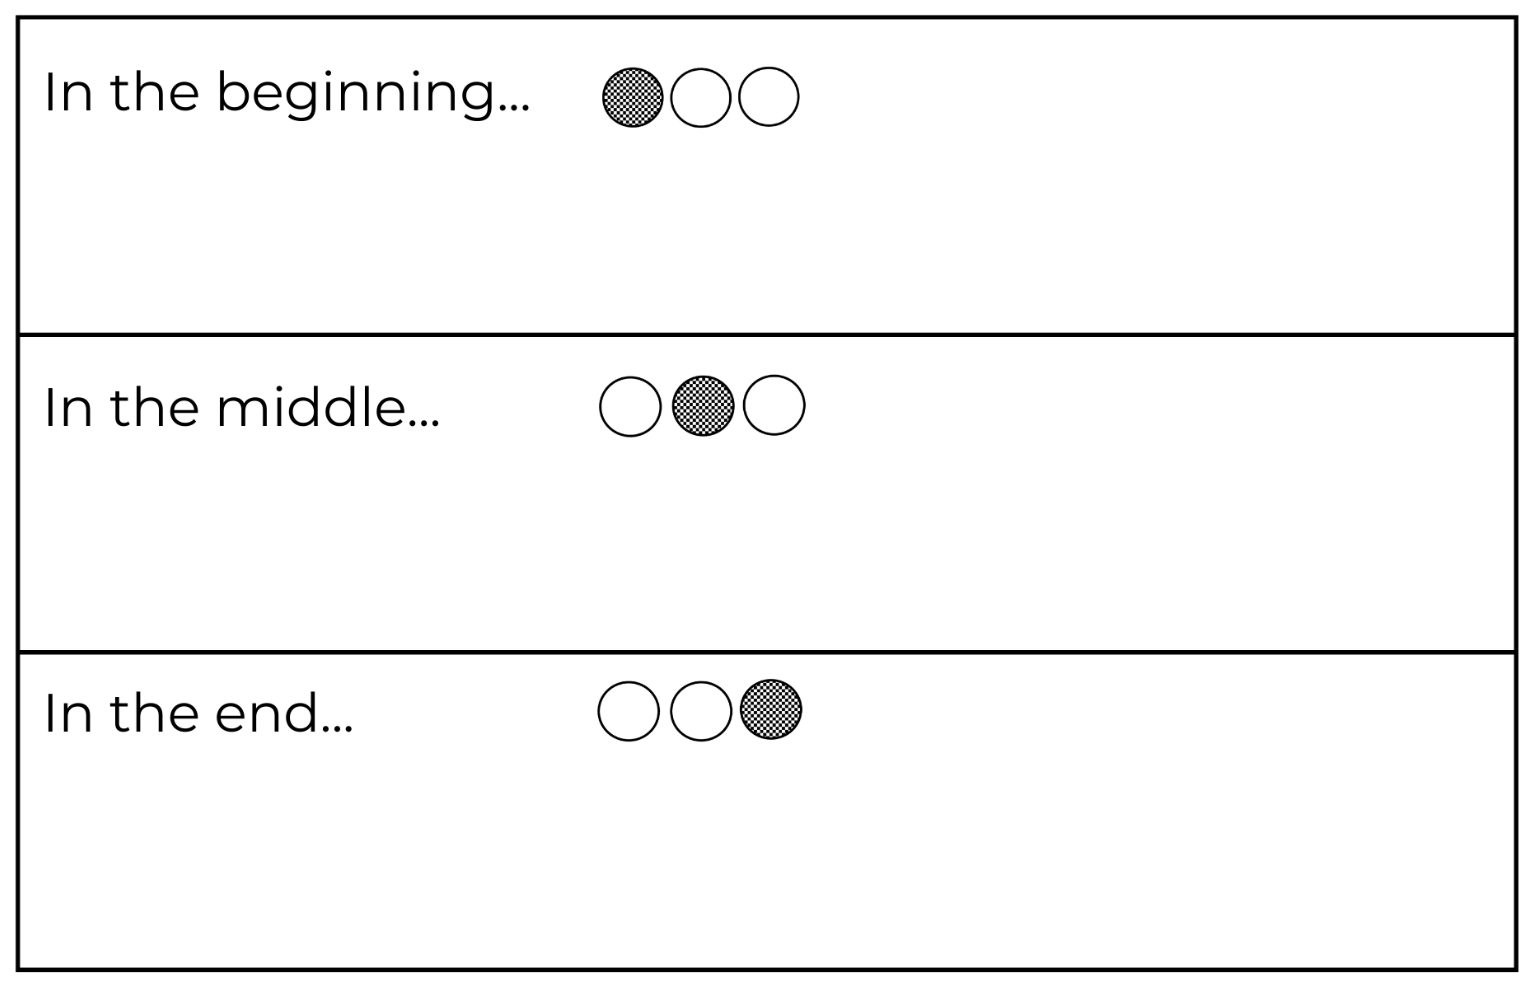 In the beginning...
In the middle...
In the end...